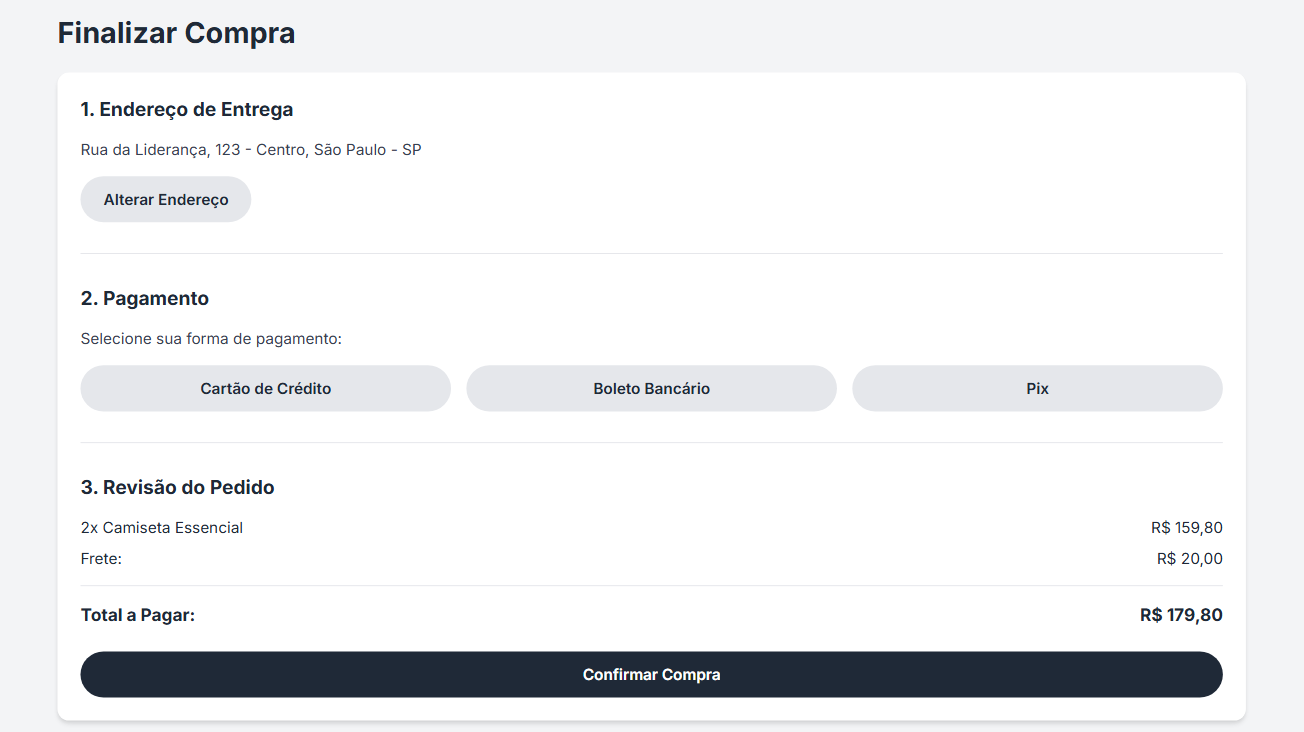 Finalizar Compra
1. Endereço de Entrega
Rua da Liderança, 123 - Centro, São Paulo - SP
Alterar Endereço
2. Pagamento
Selecione sua forma de pagamento:
Cartão de Crédito Boleto Bancário Pix
3. Revisão do Pedido
2x Camiseta Essencial R$ 159,80
Frete: R$ 20,00
Total a Pagar: R$ 179,80
Confirmar Compra